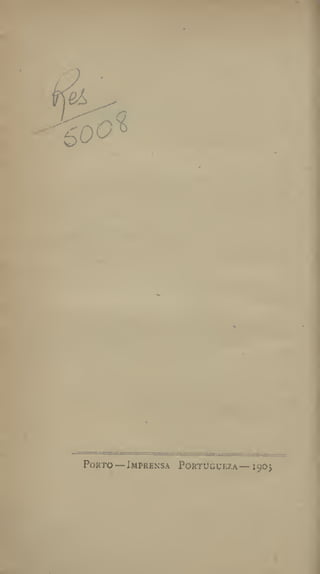 Res
5008
PORTO — IMPRENSA PORTUGUEZA — 1903